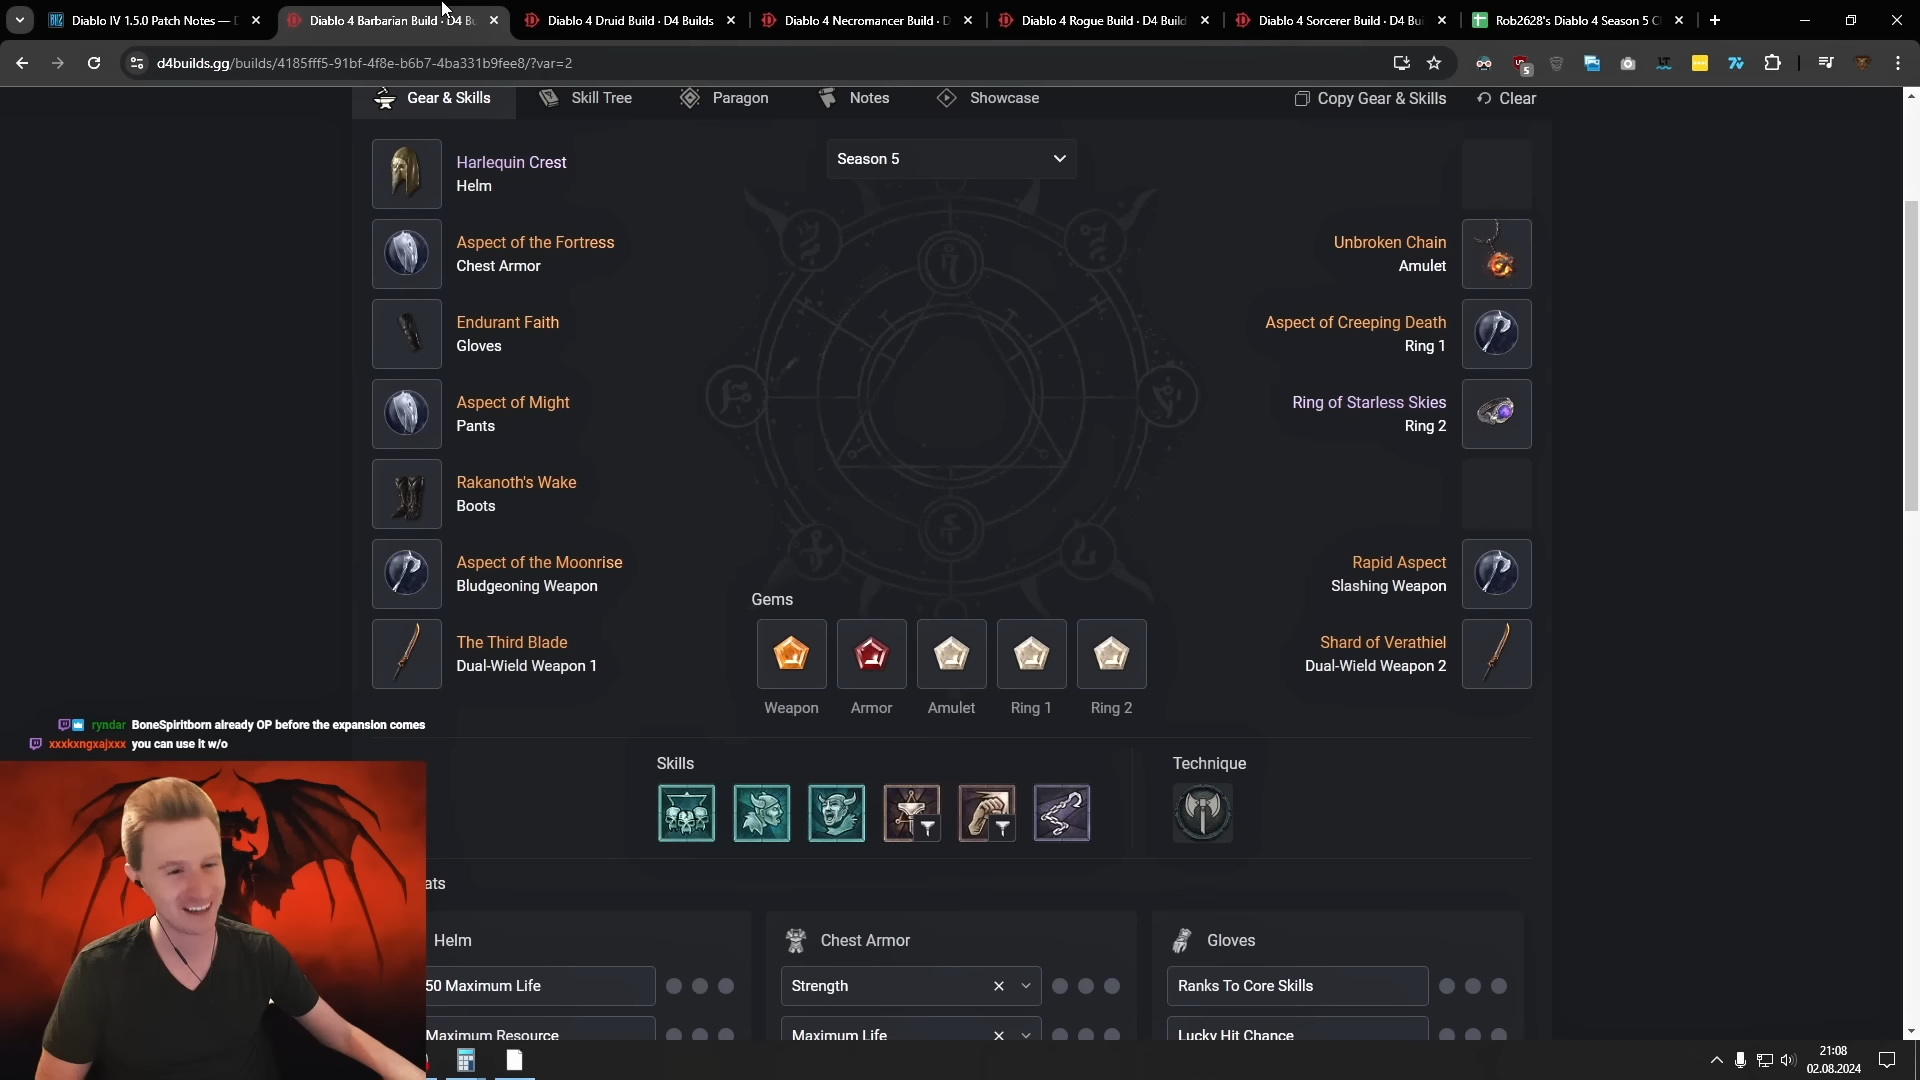 Diablo IV 1.5.0 Patch Notes —
Diablo 4 Barbarian Build · D4 Bu
Diablo 4 Druid Build · D4 Builds
Diablo 4 Necromancer Build · D
Diablo 4 Rogue Build · D4 Build
Diablo 4 Sorcerer Build · D4 Bu
Rob2628's Diablo 4 Season 5 C
d4builds.gg/builds/4185fff5-91bf-4f8e-b6b7-4ba331b9fee8/?var=2
5
Gear & Skills
Skill Tree
Paragon
Notes
Showcase
Copy Gear & Skills
Clear
Harlequin Crest
Helm
Season 5
Aspect of the Fortress
Chest Armor
Unbroken Chain
Amulet
Endurant Faith
Gloves
Aspect of Creeping Death
Ring 1
Aspect of Might
Pants
Ring of Starless Skies
Ring 2
Rakanoth's Wake
Boots
Aspect of the Moonrise
Bludgeoning Weapon
Rapid Aspect
Slashing Weapon
Gems
The Third Blade
Dual-Wield Weapon 1
Shard of Verathiel
Dual-Wield Weapon 2
Weapon
Armor
Amulet
Ring 1
Ring 2
ryndar BoneSpiritborn already OP before the expansion comes
xxxkxngxajxxx you can use it w/o
Skills
Technique
ats
Helm
Chest Armor
Gloves
50 Maximum Life
Strength
Ranks To Core Skills
Maximum Resource
Maximum Life
Lucky Hit Chance
21:08
02.08.2024